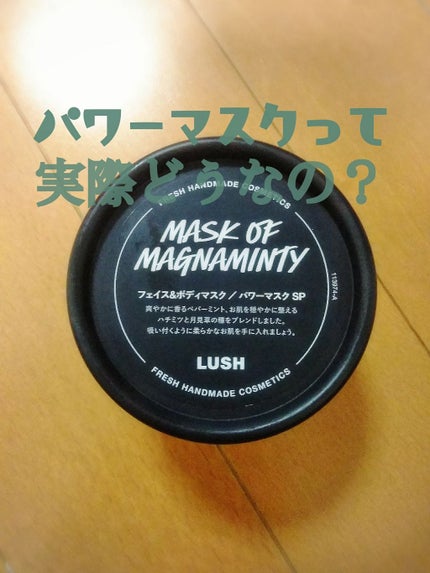 パワーマスクって
実際どうなの？
FRESH HANDMADE COSMETICS
MASK OF
MAGNAMINTY
フェイス&ボディマスク／パワーマスク SP
爽やかに香るペパーミント、お肌を穏やかに整える
ハチミツと月見草の種をブレンドしました。
吸い付くように柔らかなお肌を手に入れましょう。
LUSH
FRESH HANDMADE COSMETICS